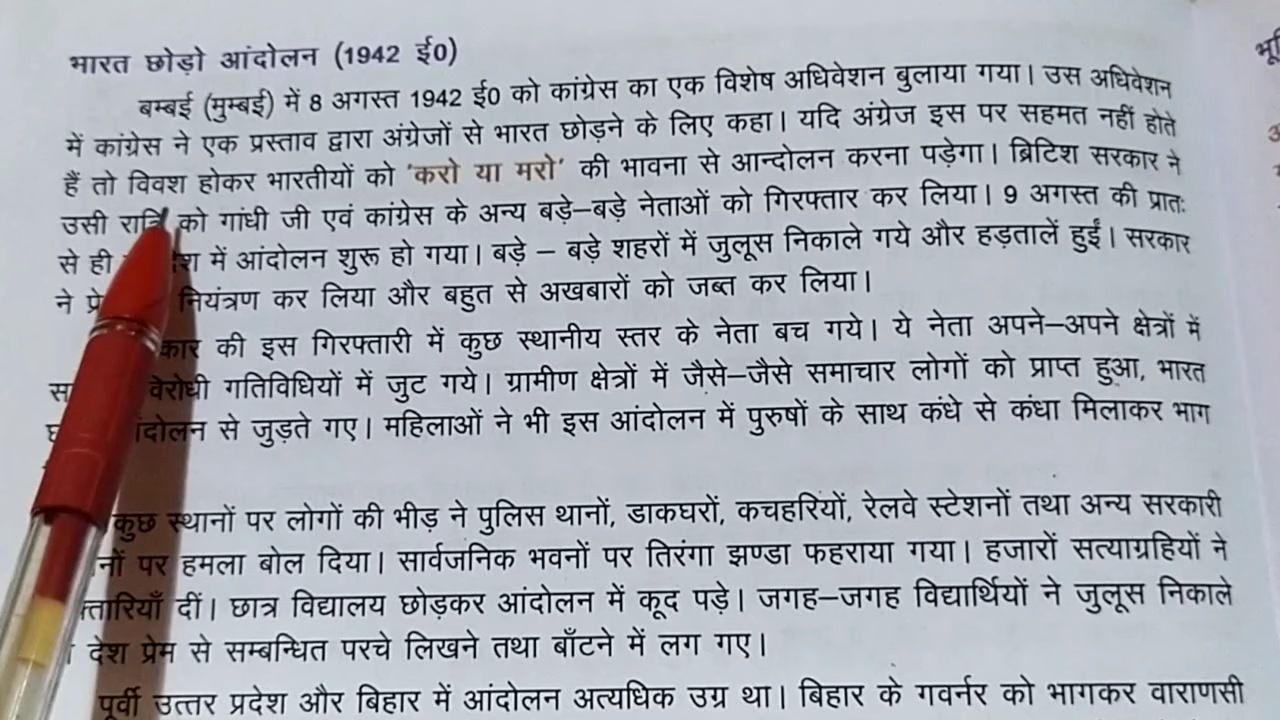 भारत छोड़ो आंदोलन (1942 ई0)
बम्बई (मुम्बई) में 8 अगस्त 1942 ई0 को कांग्रेस का एक विशेष अधिवेशन बुलाया गया। उस अधिवेशन
में कांग्रेस ने एक प्रस्ताव द्वारा अंग्रेजों से भारत छोड़ने के लिए कहा। यदि अंग्रेज इस पर सहमत नहीं होते
हैं तो विवश होकर भारतीयों को 'करो या मरो' की भावना से आन्दोलन करना पड़ेगा। ब्रिटिश सरकार ने
उसी रात्रि को गांधी जी एवं कांग्रेस के अन्य बड़े–बड़े नेताओं को गिरफ्तार कर लिया। 9 अगस्त की प्रातः
से ही में आंदोलन शुरू हो गया। बड़े – बड़े शहरों में जुलूस निकाले गये और हड़तालें हुईं। सरकार
ने नियंत्रण कर लिया और बहुत से अखबारों को जब्त कर लिया।
की इस गिरफ्तारी में कुछ स्थानीय स्तर के नेता बच गये। ये नेता अपने–अपने क्षेत्रों में
गतिविधियों में जुट गये। ग्रामीण क्षेत्रों में जैसे–जैसे समाचार लोगों को प्राप्त हुआ, भारत
से जुड़ते गए। महिलाओं ने भी इस आंदोलन में पुरुषों के साथ कंधे से कंधा मिलाकर भाग
कुछ स्थानों पर लोगों की भीड़ ने पुलिस थानों, डाकघरों, कचहरियों, रेलवे स्टेशनों तथा अन्य सरकारी
पर हमला बोल दिया। सार्वजनिक भवनों पर तिरंगा झण्डा फहराया गया। हजारों सत्याग्रहियों ने
दीं। छात्र विद्यालय छोड़कर आंदोलन में कूद पड़े। जगह–जगह विद्यार्थियों ने जुलूस निकाले
देश प्रेम से सम्बन्धित परचे लिखने तथा बाँटने में लग गए।
पूर्वी उत्तर प्रदेश और बिहार में आंदोलन अत्यधिक उग्र था। बिहार के गवर्नर को भागकर वाराणसी